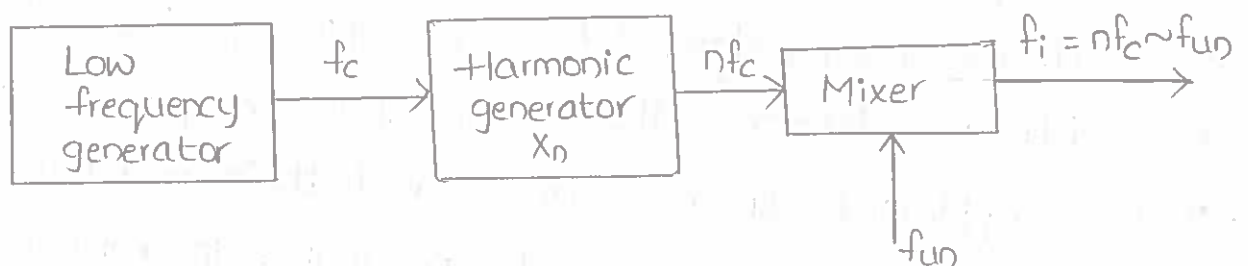 Low
frequency
generator
fc
Harmonic
generator
Xn
nfc
Mixer
fi = nfc ~ fun
fun